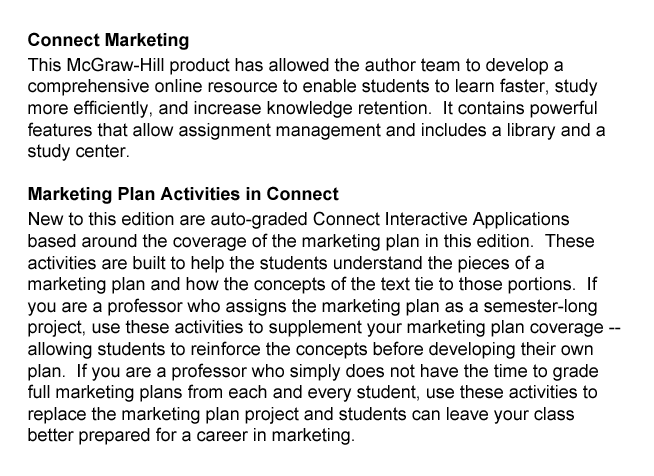 Connect Marketing
This McGraw-Hill product has allowed the author team to develop a
comprehensive online resource to enable students to learn faster, study
more efficiently, and increase knowledge retention.  It contains powerful
features that allow assignment management and includes a library and a
study center.
Marketing Plan Activities in Connect
New to this edition are auto-graded Connect Interactive Applications
based around the coverage of the marketing plan in this edition.  These
activities are built to help the students understand the pieces of a
marketing plan and how the concepts of the text tie to those portions.  If
you are a professor who assigns the marketing plan as a semester-long
project, use these activities to supplement your marketing plan coverage --
allowing students to reinforce the concepts before developing their own
plan.  If you are a professor who simply does not have the time to grade
full marketing plans from each and every student, use these activities to
replace the marketing plan project and students can leave your class
better prepared for a career in marketing.